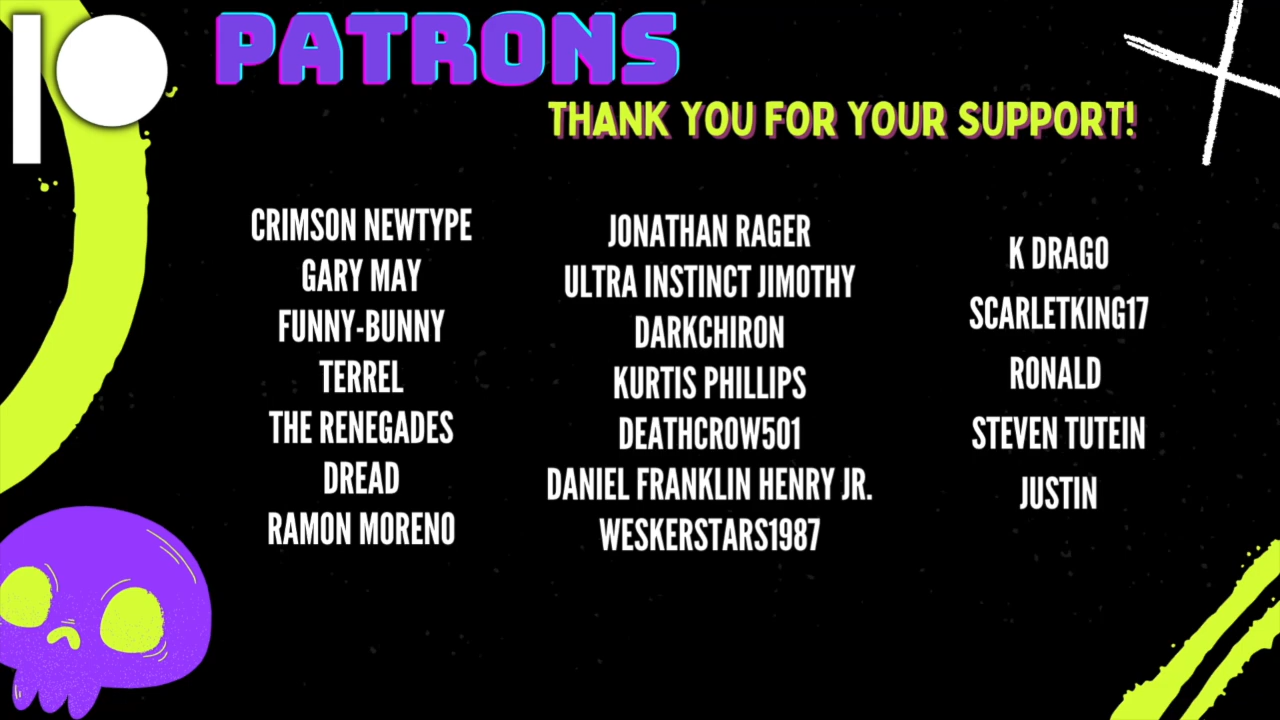 PATRONS
THANK YOU FOR YOUR SUPPORT!
CRIMSON NEWTYPE
GARY MAY
FUNNY-BUNNY
TERREL
THE RENEGADES
DREAD
RAMON MORENO
JONATHAN RAGER
ULTRA INSTINCT JIMOTHY
DARKCHIRON
KURTIS PHILLIPS
DEATHCROW501
DANIEL FRANKLIN HENRY JR.
WESKERSTARS1987
K DRAGO
SCARLETKING17
RONALD
STEVEN TUTEIN
JUSTIN